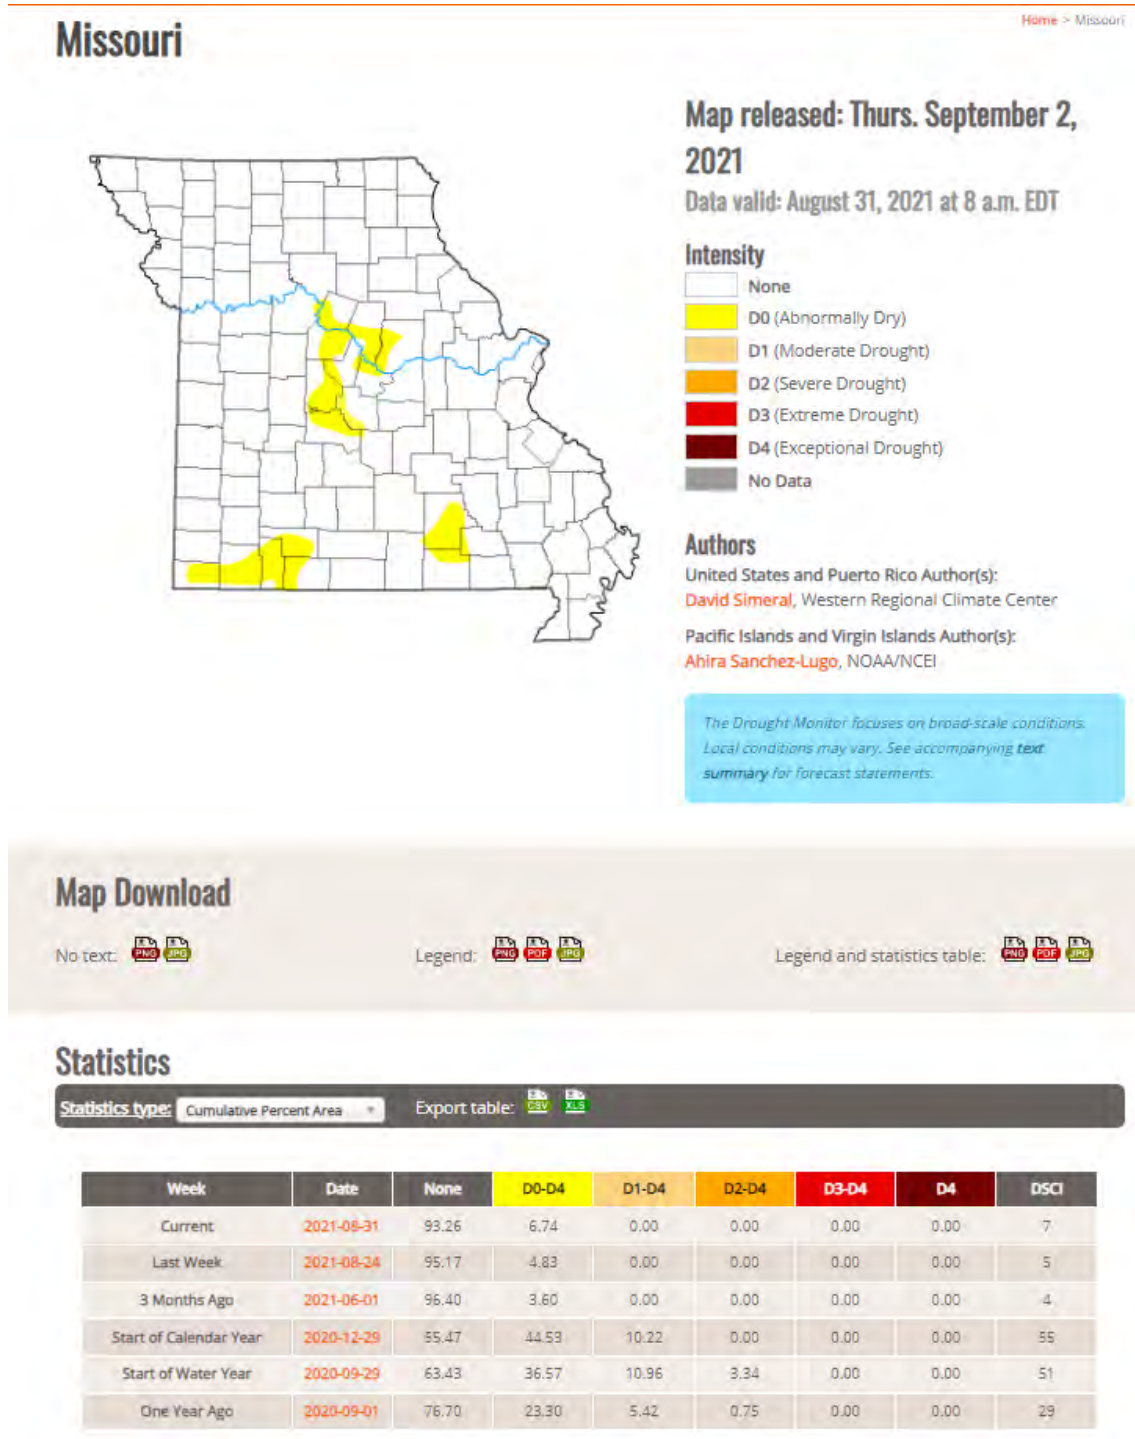 Home > Missouri
Missouri
Map released: Thurs. September 2,
2021
Data valid: August 31, 2021 at 8 a.m. EDT
Intensity
None
D0 (Abnormally Dry)
D1 (Moderate Drought)
D2 (Severe Drought)
D3 (Extreme Drought)
D4 (Exceptional Drought)
No Data
Authors
United States and Puerto Rico Author(s):
David Simeral, Western Regional Climate Center
Pacific Islands and Virgin Islands Author(s):
Ahira Sanchez-Lugo, NOAA/NCEI
The Drought Monitor focuses on broad-scale conditions.
Local conditions may vary. See accompanying text
summary for forecast statements.
Map Download
No text: PNG JPG Legend: PNG PDF JPG Legend and statistics table: PNG PDF JPG
Statistics
Statistics type: Cumulative Percent Area Export table: CSV XLS
Week Date None D0-D4 D1-D4 D2-D4 D3-D4 D4 DSCI
Current 2021-08-31 93.26 6.74 0.00 0.00 0.00 0.00 7
Last Week 2021-08-24 95.17 4.83 0.00 0.00 0.00 0.00 5
3 Months Ago 2021-06-01 96.40 3.60 0.00 0.00 0.00 0.00 4
Start of Calendar Year 2020-12-29 55.47 44.53 10.22 0.00 0.00 0.00 55
Start of Water Year 2020-09-29 63.43 36.57 10.96 3.34 0.00 0.00 51
One Year Ago 2020-09-01 76.70 23.30 5.42 0.75 0.00 0.00 29